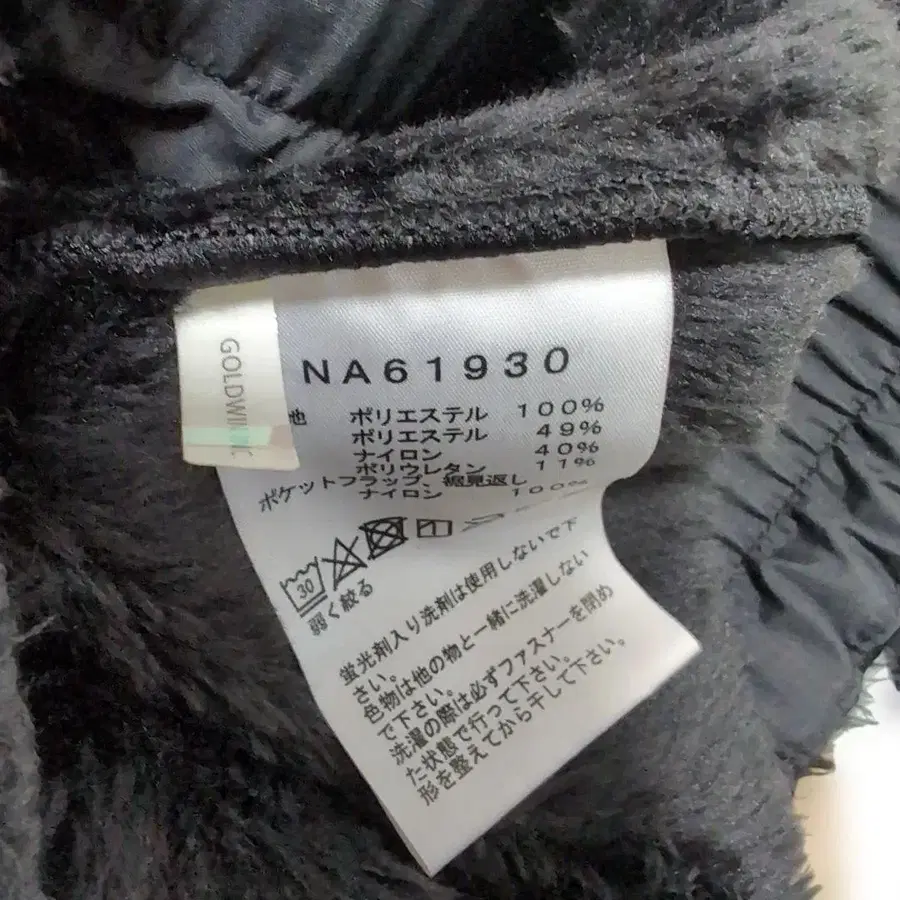 GOLDWIN
NA61930
地 ポリエステル 100%
ポリエステル 49%
ナイロン 40%
ポリウレタン 11%
ポケットフラップ、裾見返し
ナイロン 100%
30
弱く絞る
蛍光剤入り洗剤は使用しないで下
さい。
色物は他の物と一緒に洗濯しない
で下さい。
洗濯の際は必ずファスナーを閉め
た状態で行って下さい。
形を整えてから干して下さい。